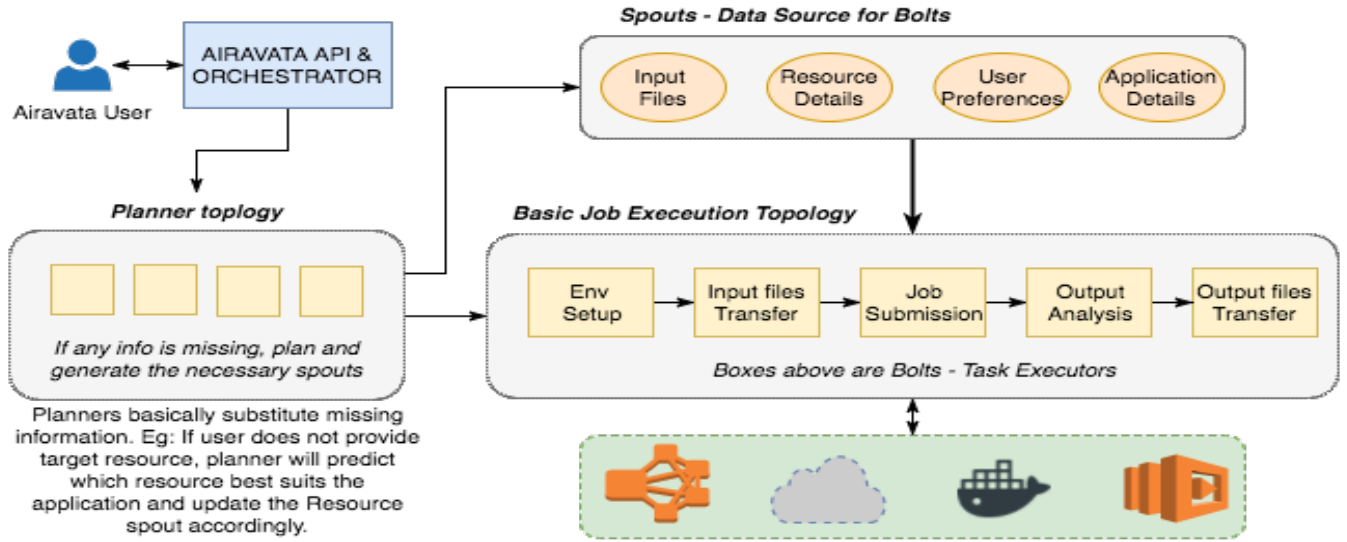 Spouts - Data Source for Bolts
AIRAVATA API &
ORCHESTRATOR
Airavata User
Input
Files
Resource
Details
User
Preferences
Application
Details
Planner toplogy
If any info is missing, plan and
generate the necessary spouts
Planners basically substitute missing
information. Eg: If user does not provide
target resource, planner will predict
which resource best suits the
application and update the Resource
spout accordingly.
Basic Job Execeution Topology
Env
Setup
Input files
Transfer
Job
Submission
Output
Analysis
Output files
Transfer
Boxes above are Bolts - Task Executors